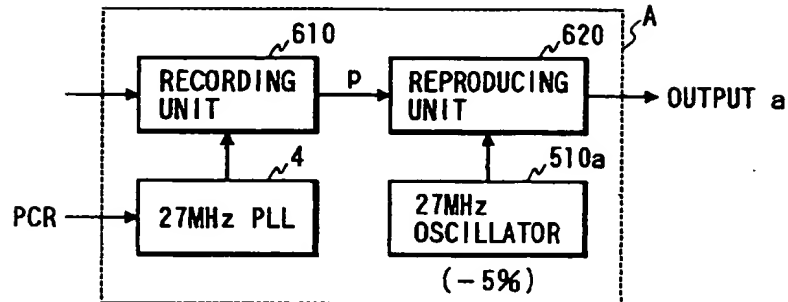 610
RECORDING
UNIT
p
620
REPRODUCING
UNIT
A
OUTPUT a
PCR
4
27MHz PLL
510a
27MHz
OSCILLATOR
(-5%)